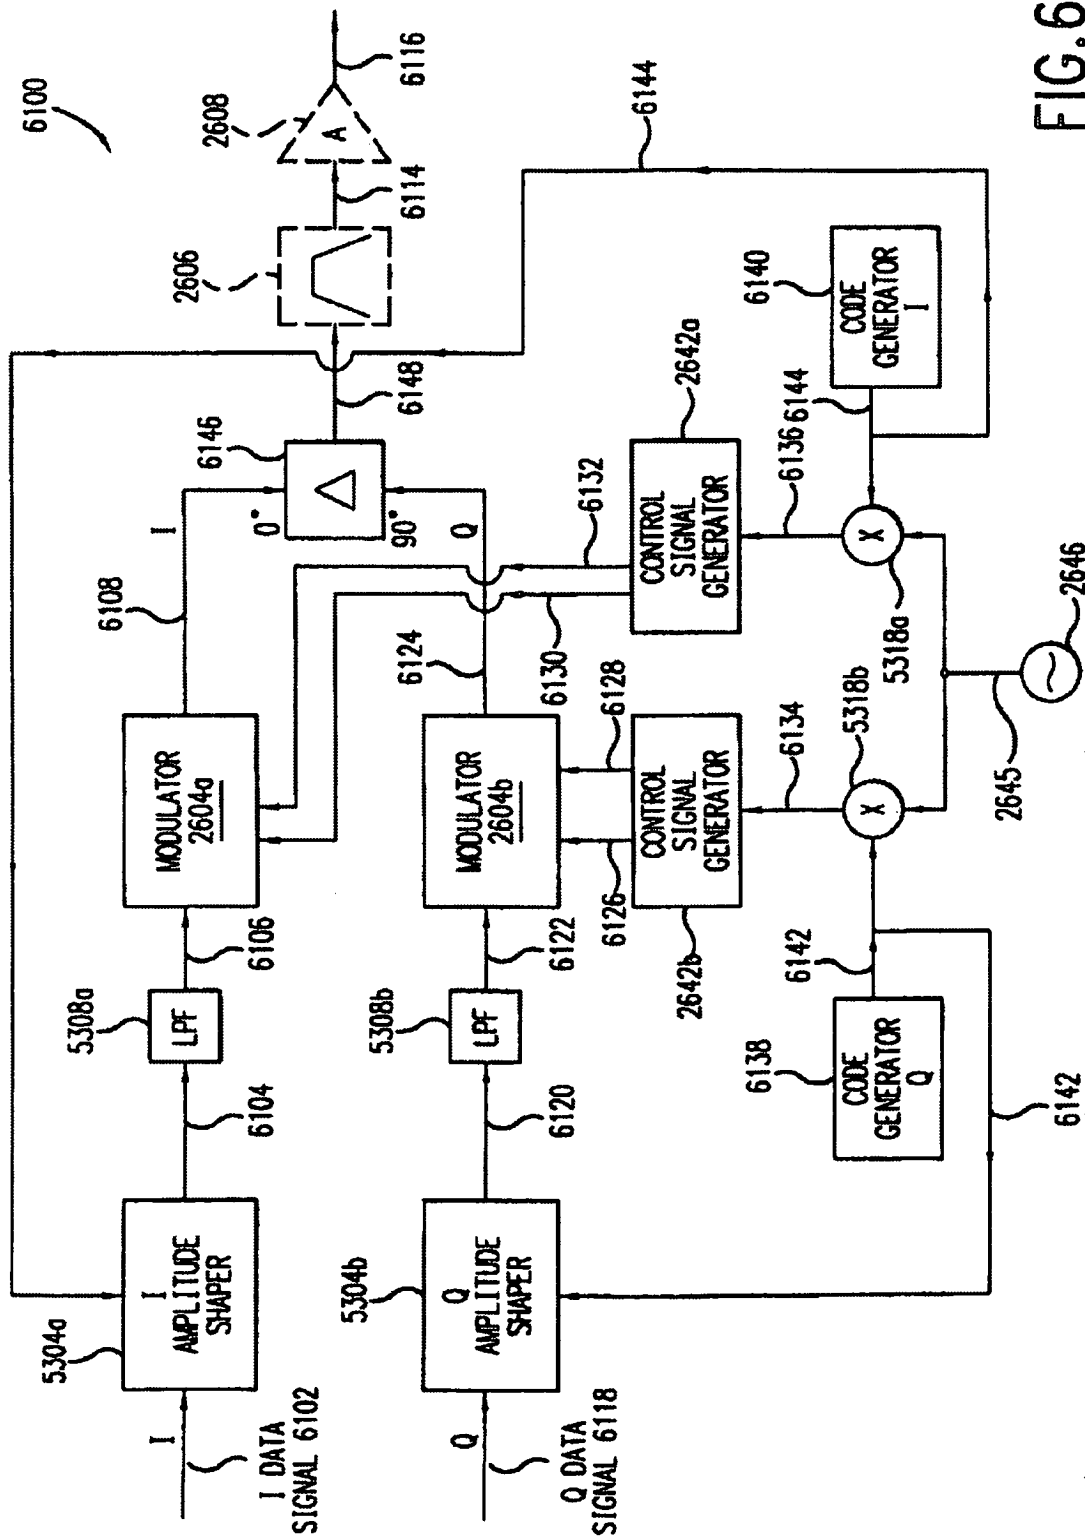 6100
I DATA
SIGNAL 6102
I
5304a
I
AMPLITUDE
SHAPER
6104
5308a
LPF
6106
MODULATOR
2604a
6108
I
0°
6146
Δ
90°
Q
6148
2606
6114
2608
A
6116
Q DATA
SIGNAL 6118
Q
5304b
Q
AMPLITUDE
SHAPER
6120
5308b
LPF
6122
MODULATOR
2604b
6124
6126
6128
6130
6132
2642b
CONTROL
SIGNAL
GENERATOR
CONTROL
SIGNAL
GENERATOR
2642a
6144
6134
6136
6138
CODE
GENERATOR
Q
6142
X
5318b
X
5318a
6144
6140
CODE
GENERATOR
I
6142
2645
2646
FIG.6